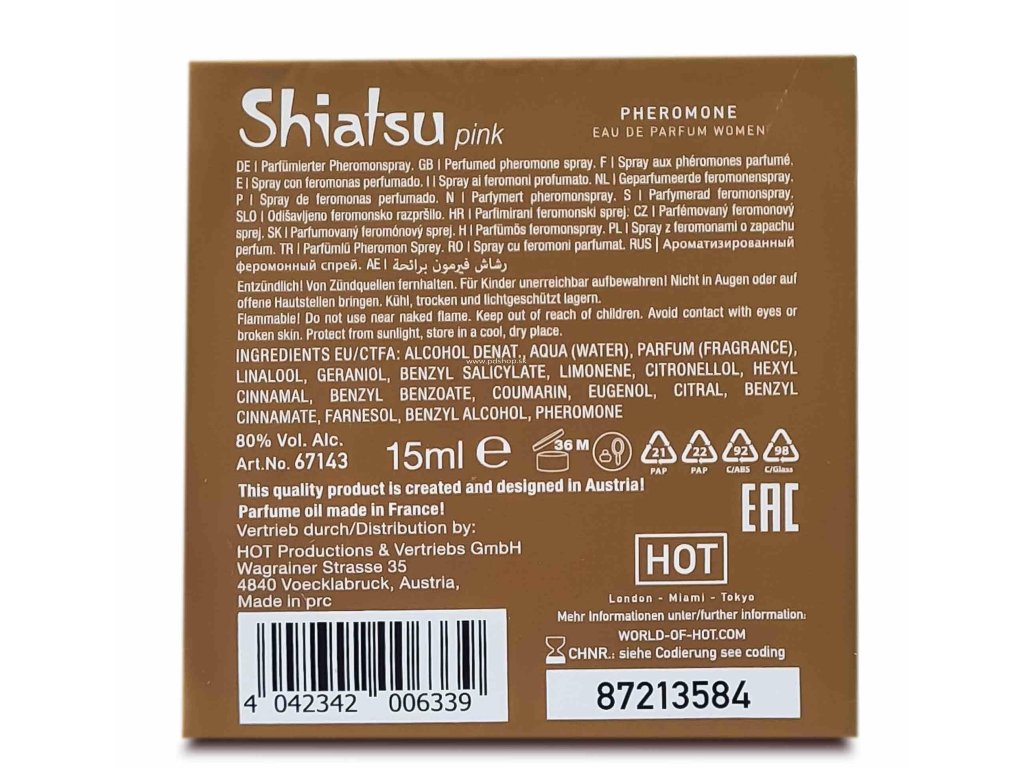 Shiatsu pink
PHEROMONE
EAU DE PARFUM WOMEN
DE | Parfümierter Pheromonspray. GB | Perfumed pheromone spray. F | Spray aux phéromones parfumé.
E | Spray con feromonas perfumado. I | Spray ai feromoni profumato. NL | Geparfumeerde feromonenspray.
P | Spray de feromonas perfumado. N | Parfymert pheromonspray. S | Parfymerad feromonspray.
SLO | Odišavljeno feromonsko razpršilo. HR | Parfimirani feromonski sprej. CZ | Parfémovaný feromonový
sprej. SK | Parfumovaný feromónový sprej. H | Parfümös feromonspray. PL | Spray z feromonami o zapachu
perfum. TR | Parfümlü Pheromon Sprey. RO | Spray cu feromoni parfumat. RUS | Ароматизированный
феромонный спрей. AE | رشاش فيرمون برائحة
Entzündlich! Von Zündquellen fernhalten. Für Kinder unerreichbar aufbewahren! Nicht in Augen oder auf
offene Hautstellen bringen. Kühl, trocken und lichtgeschützt lagern.
Flammable! Do not use near naked flame. Keep out of reach of children. Avoid contact with eyes or
broken skin. Protect from sunlight, store in a cool, dry place.
INGREDIENTS EU/CTFA: ALCOHOL DENAT., AQUA (WATER), PARFUM (FRAGRANCE),
www.pdshop.sk
LINALOOL, GERANIOL, BENZYL SALICYLATE, LIMONENE, CITRONELLOL, HEXYL
CINNAMAL, BENZYL BENZOATE, COUMARIN, EUGENOL, CITRAL, BENZYL
CINNAMATE, FARNESOL, BENZYL ALCOHOL, PHEROMONE
80% Vol. Alc.
Art.No. 67143
15ml ℮
36 M
21
PAP
22
PAP
92
C/ABS
98
C/Glass
This quality product is created and designed in Austria!
Parfume oil made in France!
Vertrieb durch/Distribution by:
HOT Productions & Vertriebs GmbH
Wagrainer Strasse 35
4840 Voecklabruck, Austria,
Made in prc
EAC
HOT
London - Miami - Tokyo
Mehr Informationen unter/further information:
WORLD-OF-HOT.COM
CHNR.: siehe Codierung see coding
4 042342 006339
87213584